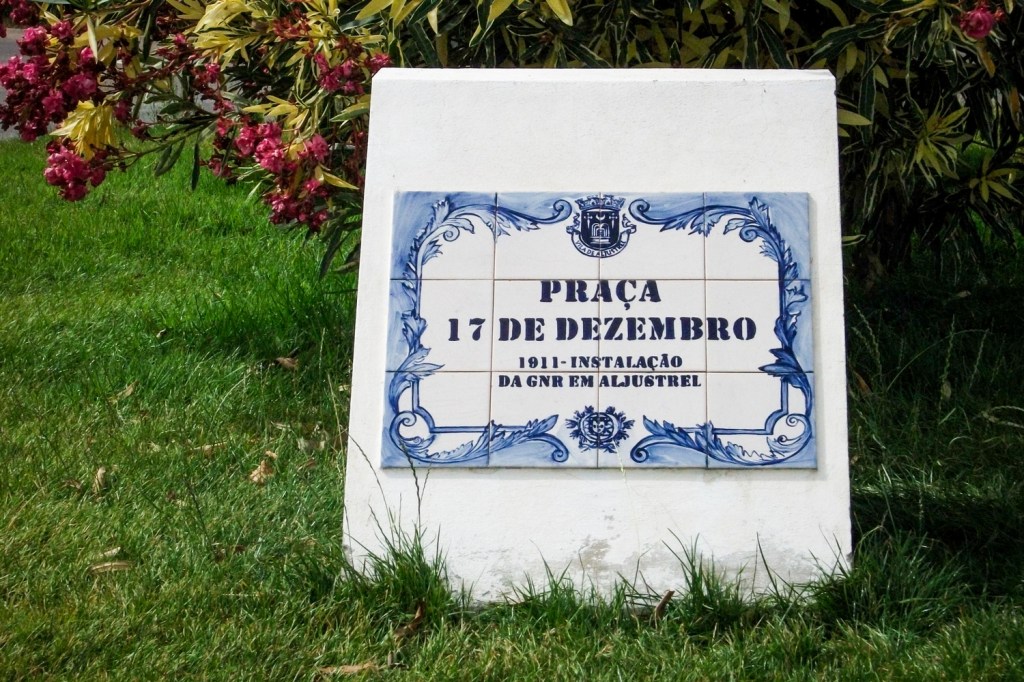 PRAÇA
17 DE DEZEMBRO
1911-INSTALAÇÃO
DA GNR EM ALJUSTREL